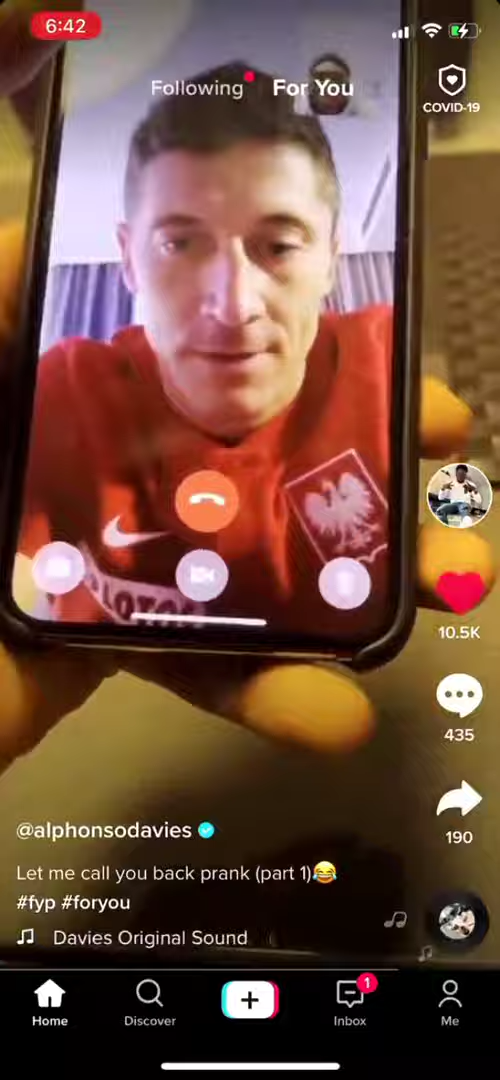 6:42
Following
For You
COVID-19
10.5K
435
190
@alphonsodavies
Let me call you back prank (part 1)😂
#fyp #foryou
Davies Original Sound
Home
Discover
1
Inbox
Me